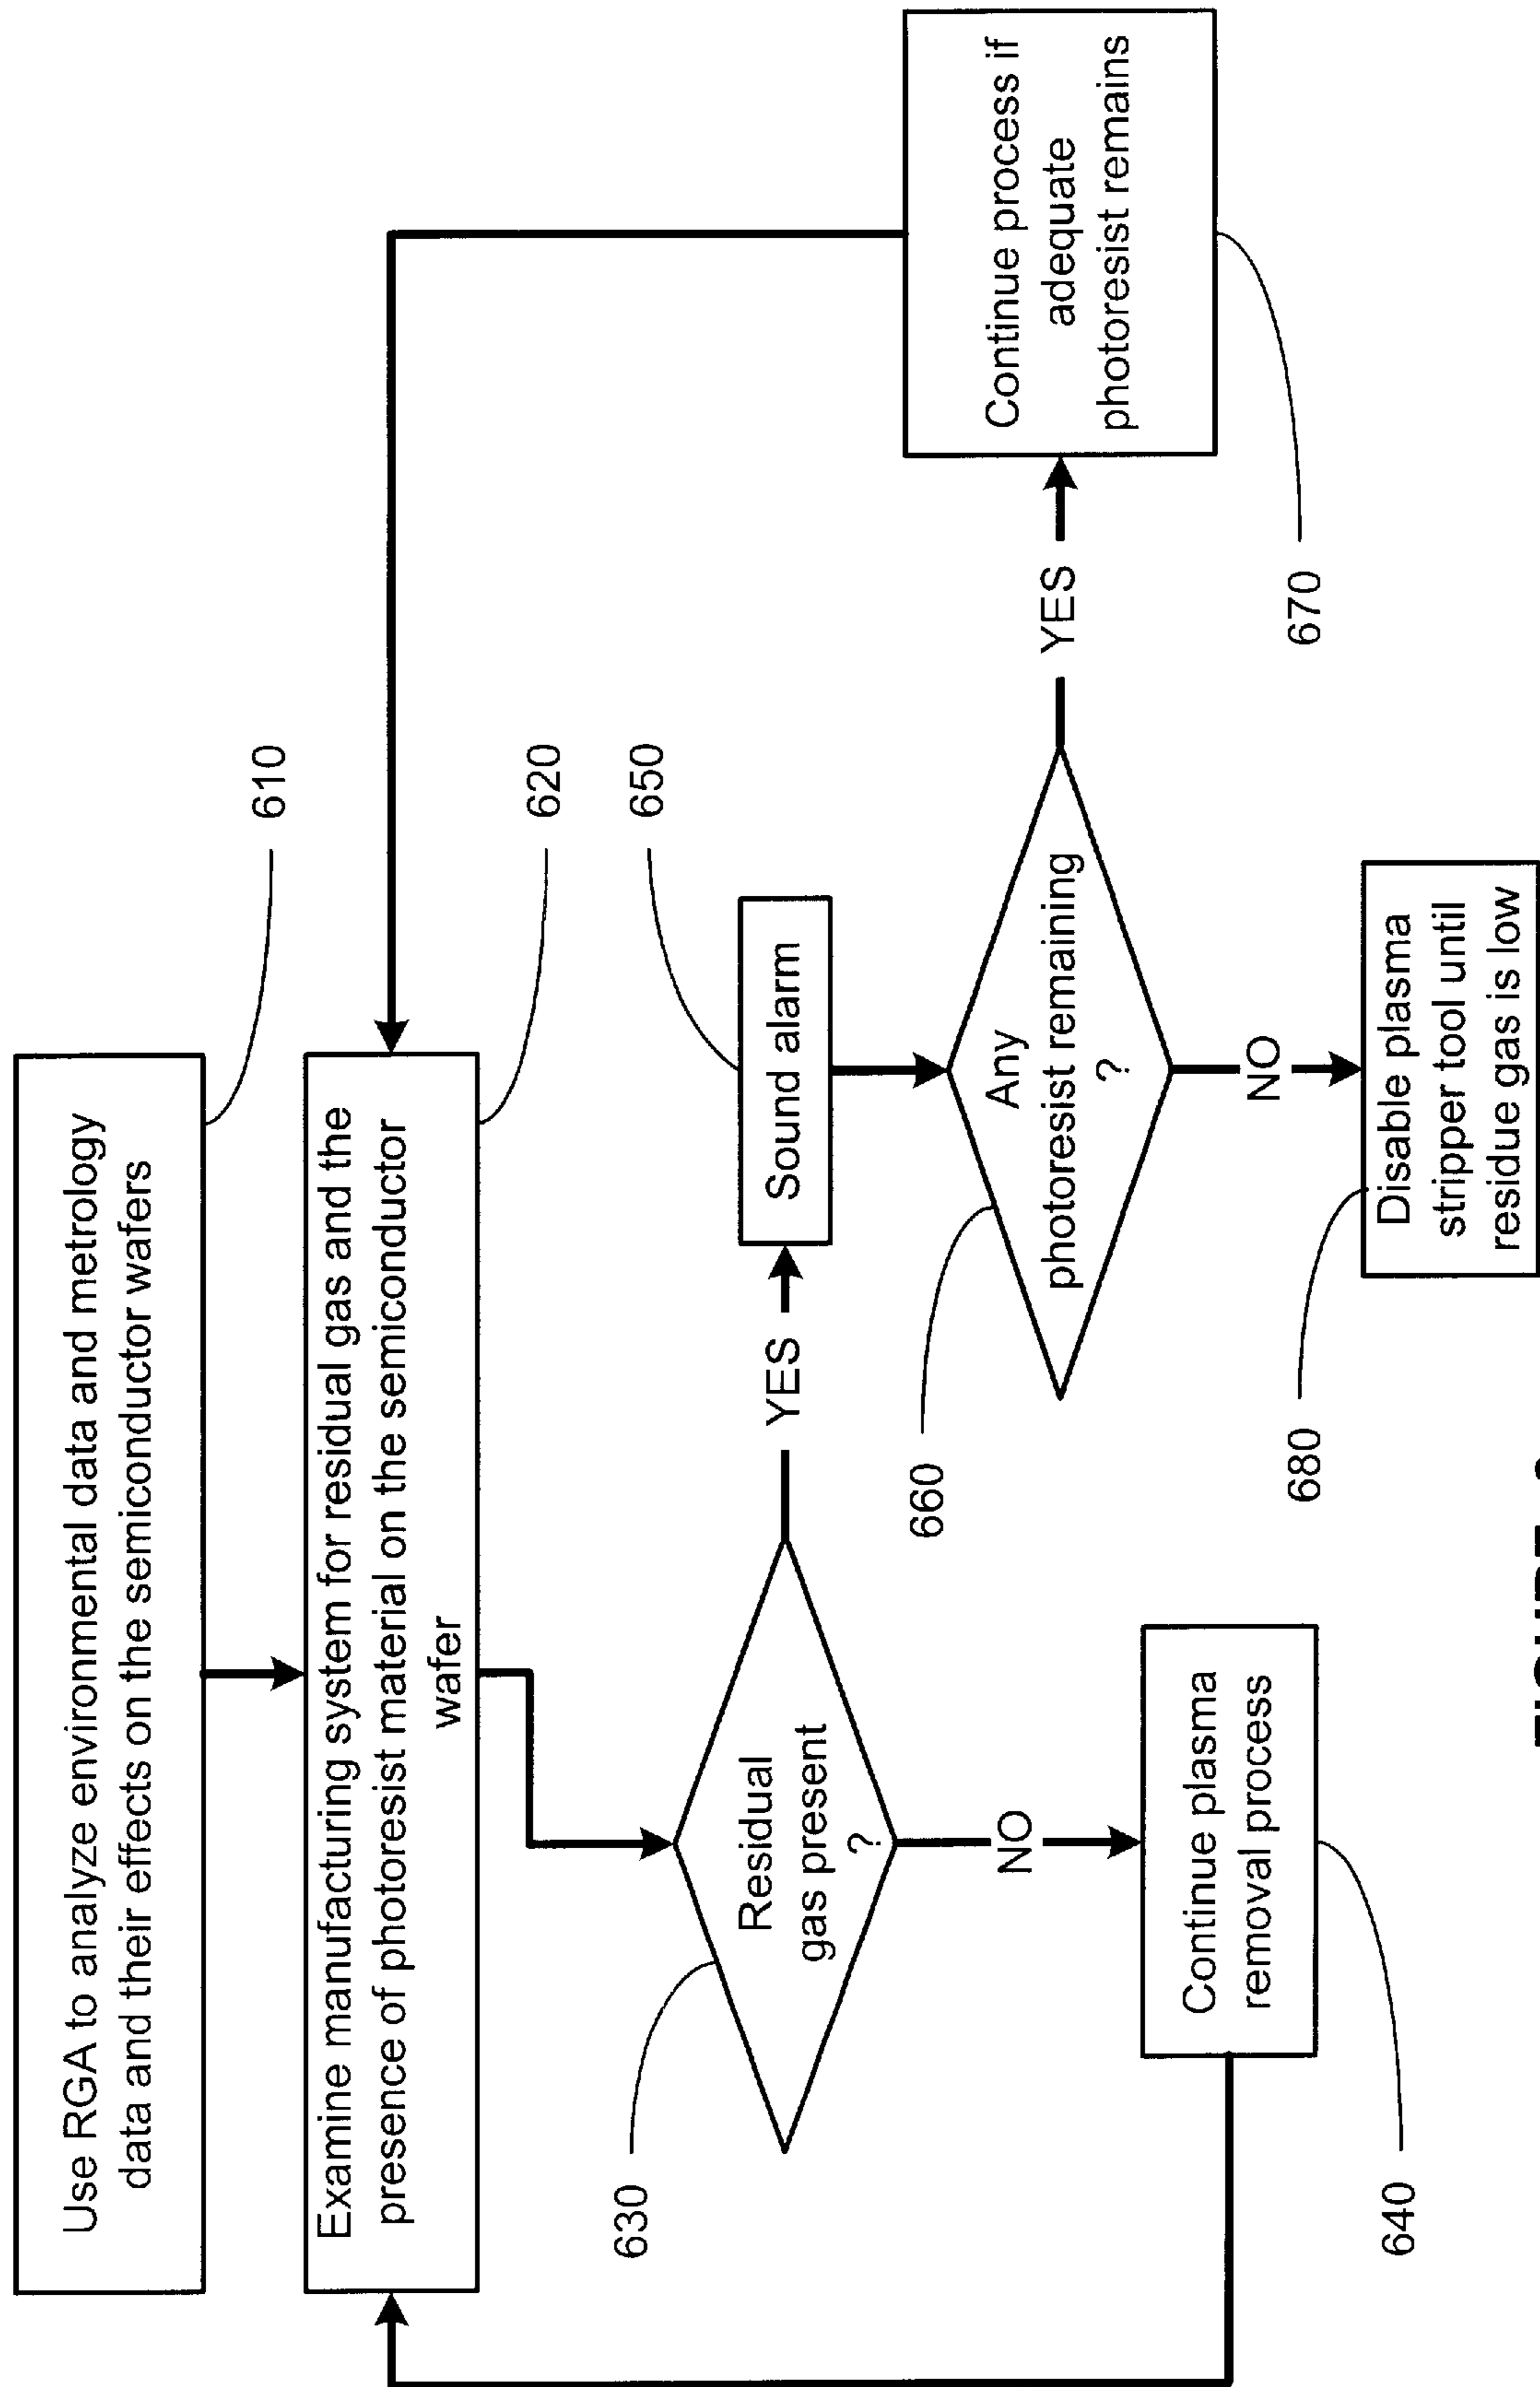 Use RGA to analyze environmental data and metrology
data and their effects on the semiconductor wafers
610
Examine manufacturing system for residual gas and the
presence of photoresist material on the semiconductor
wafer
620
630
Residual
gas present
?
YES
NO
650
Sound alarm
640
Continue plasma
removal process
660
Any
photoresist remaining
?
YES
NO
670
Continue process if
adequate
photoresist remains
680
Disable plasma
stripper tool until
residue gas is low
FIGURE